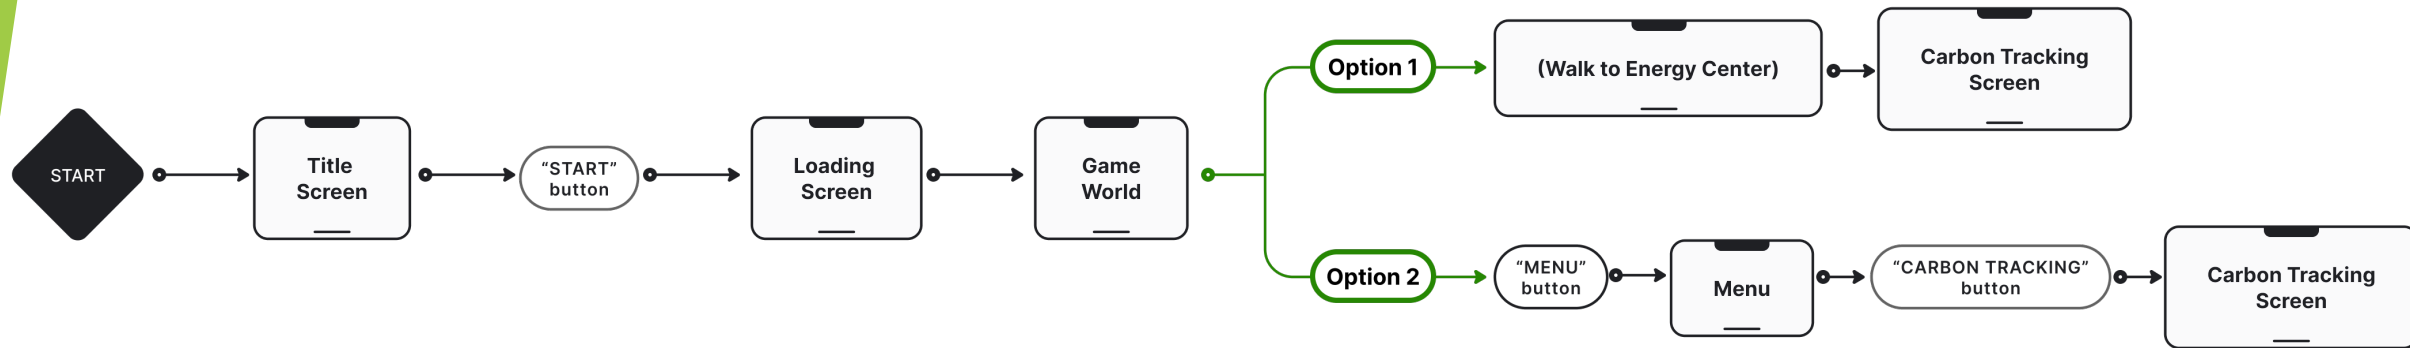 START
Title
Screen
“START”
button
Loading
Screen
Game
World
Option 1
(Walk to Energy Center)
Carbon Tracking
Screen
Option 2
“MENU”
button
Menu
“CARBON TRACKING”
button
Carbon Tracking
Screen